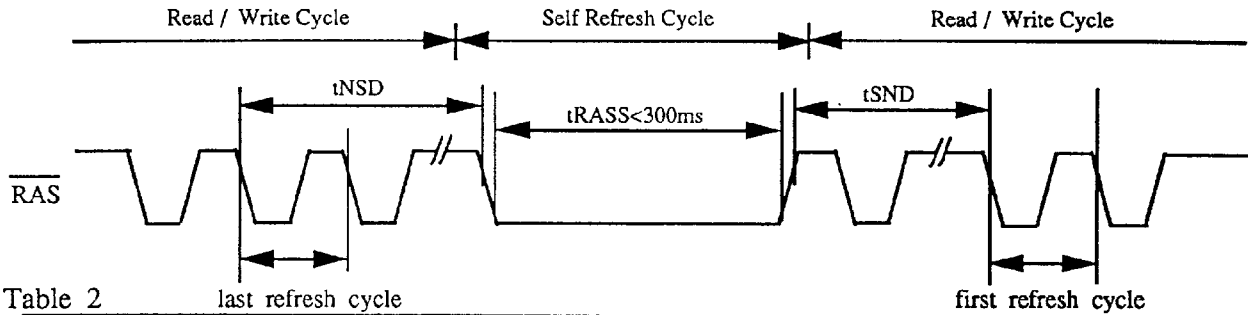 Read / Write Cycle
Self Refresh Cycle
Read / Write Cycle
tNSD
tRASS<300ms
tSND
RAS
last refresh cycle
first refresh cycle
Table 2